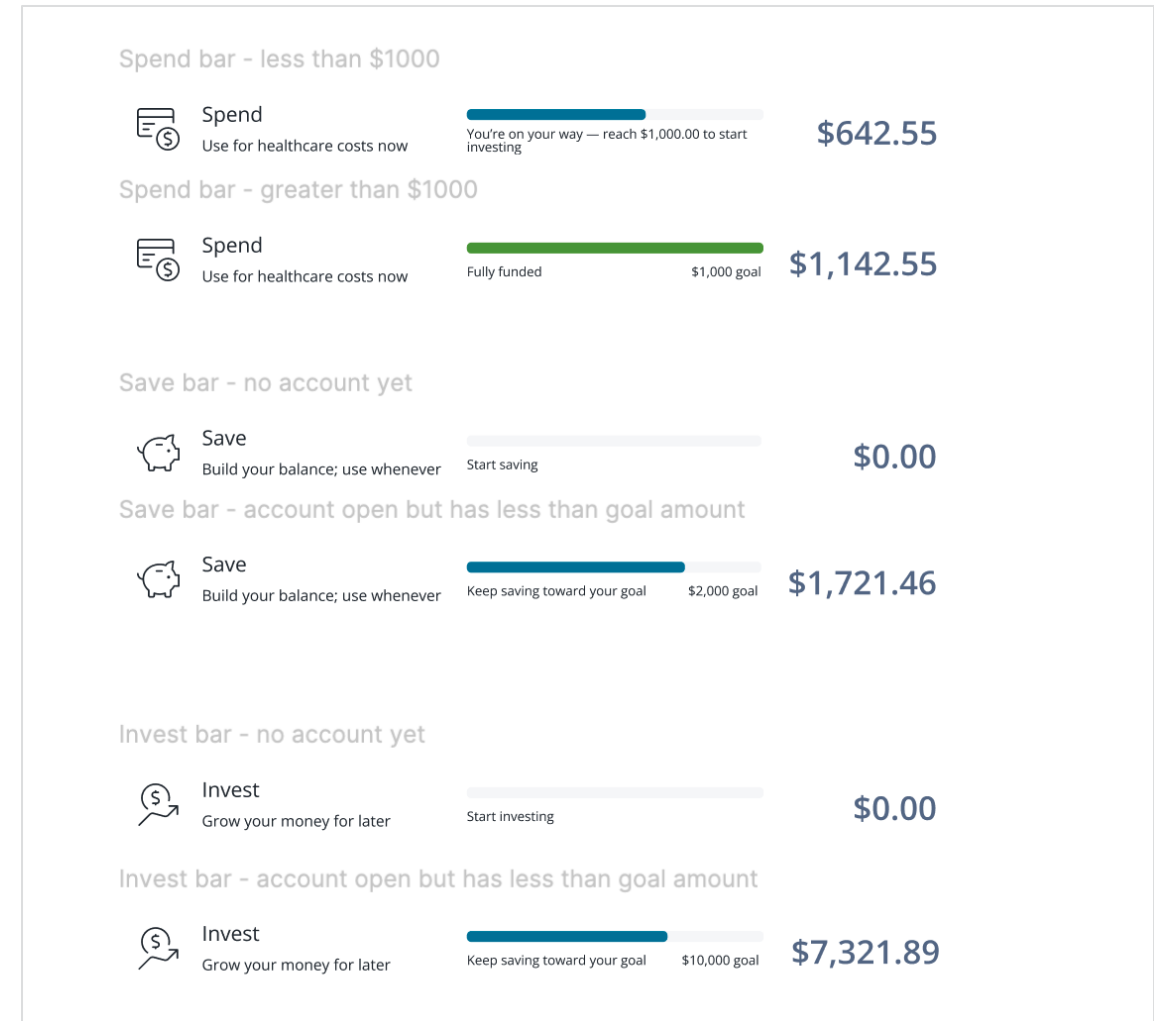 Spend bar - less than $1000
Spend
Use for healthcare costs now
You’re on your way — reach $1,000.00 to start
investing
$642.55
Spend bar - greater than $1000
Spend
Use for healthcare costs now
Fully funded
$1,000 goal
$1,142.55
Save bar - no account yet
Save
Build your balance; use whenever
Start saving
$0.00
Save bar - account open but has less than goal amount
Save
Build your balance; use whenever
Keep saving toward your goal
$2,000 goal
$1,721.46
Invest bar - no account yet
Invest
Grow your money for later
Start investing
$0.00
Invest bar - account open but has less than goal amount
Invest
Grow your money for later
Keep saving toward your goal
$10,000 goal
$7,321.89